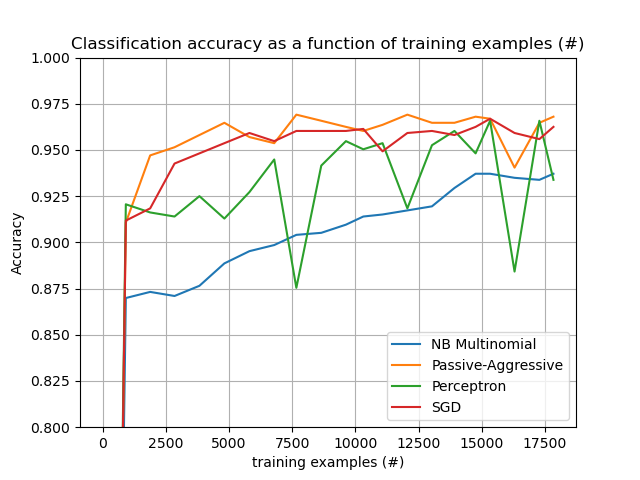 Classification accuracy as a function of training examples (#)
1.000
0.975
0.950
0.925
0.900
0.875
0.850
0.825
0.800
Accuracy
NB Multinomial
Passive-Aggressive
Perceptron
SGD
0 2500 5000 7500 10000 12500 15000 17500
training examples (#)